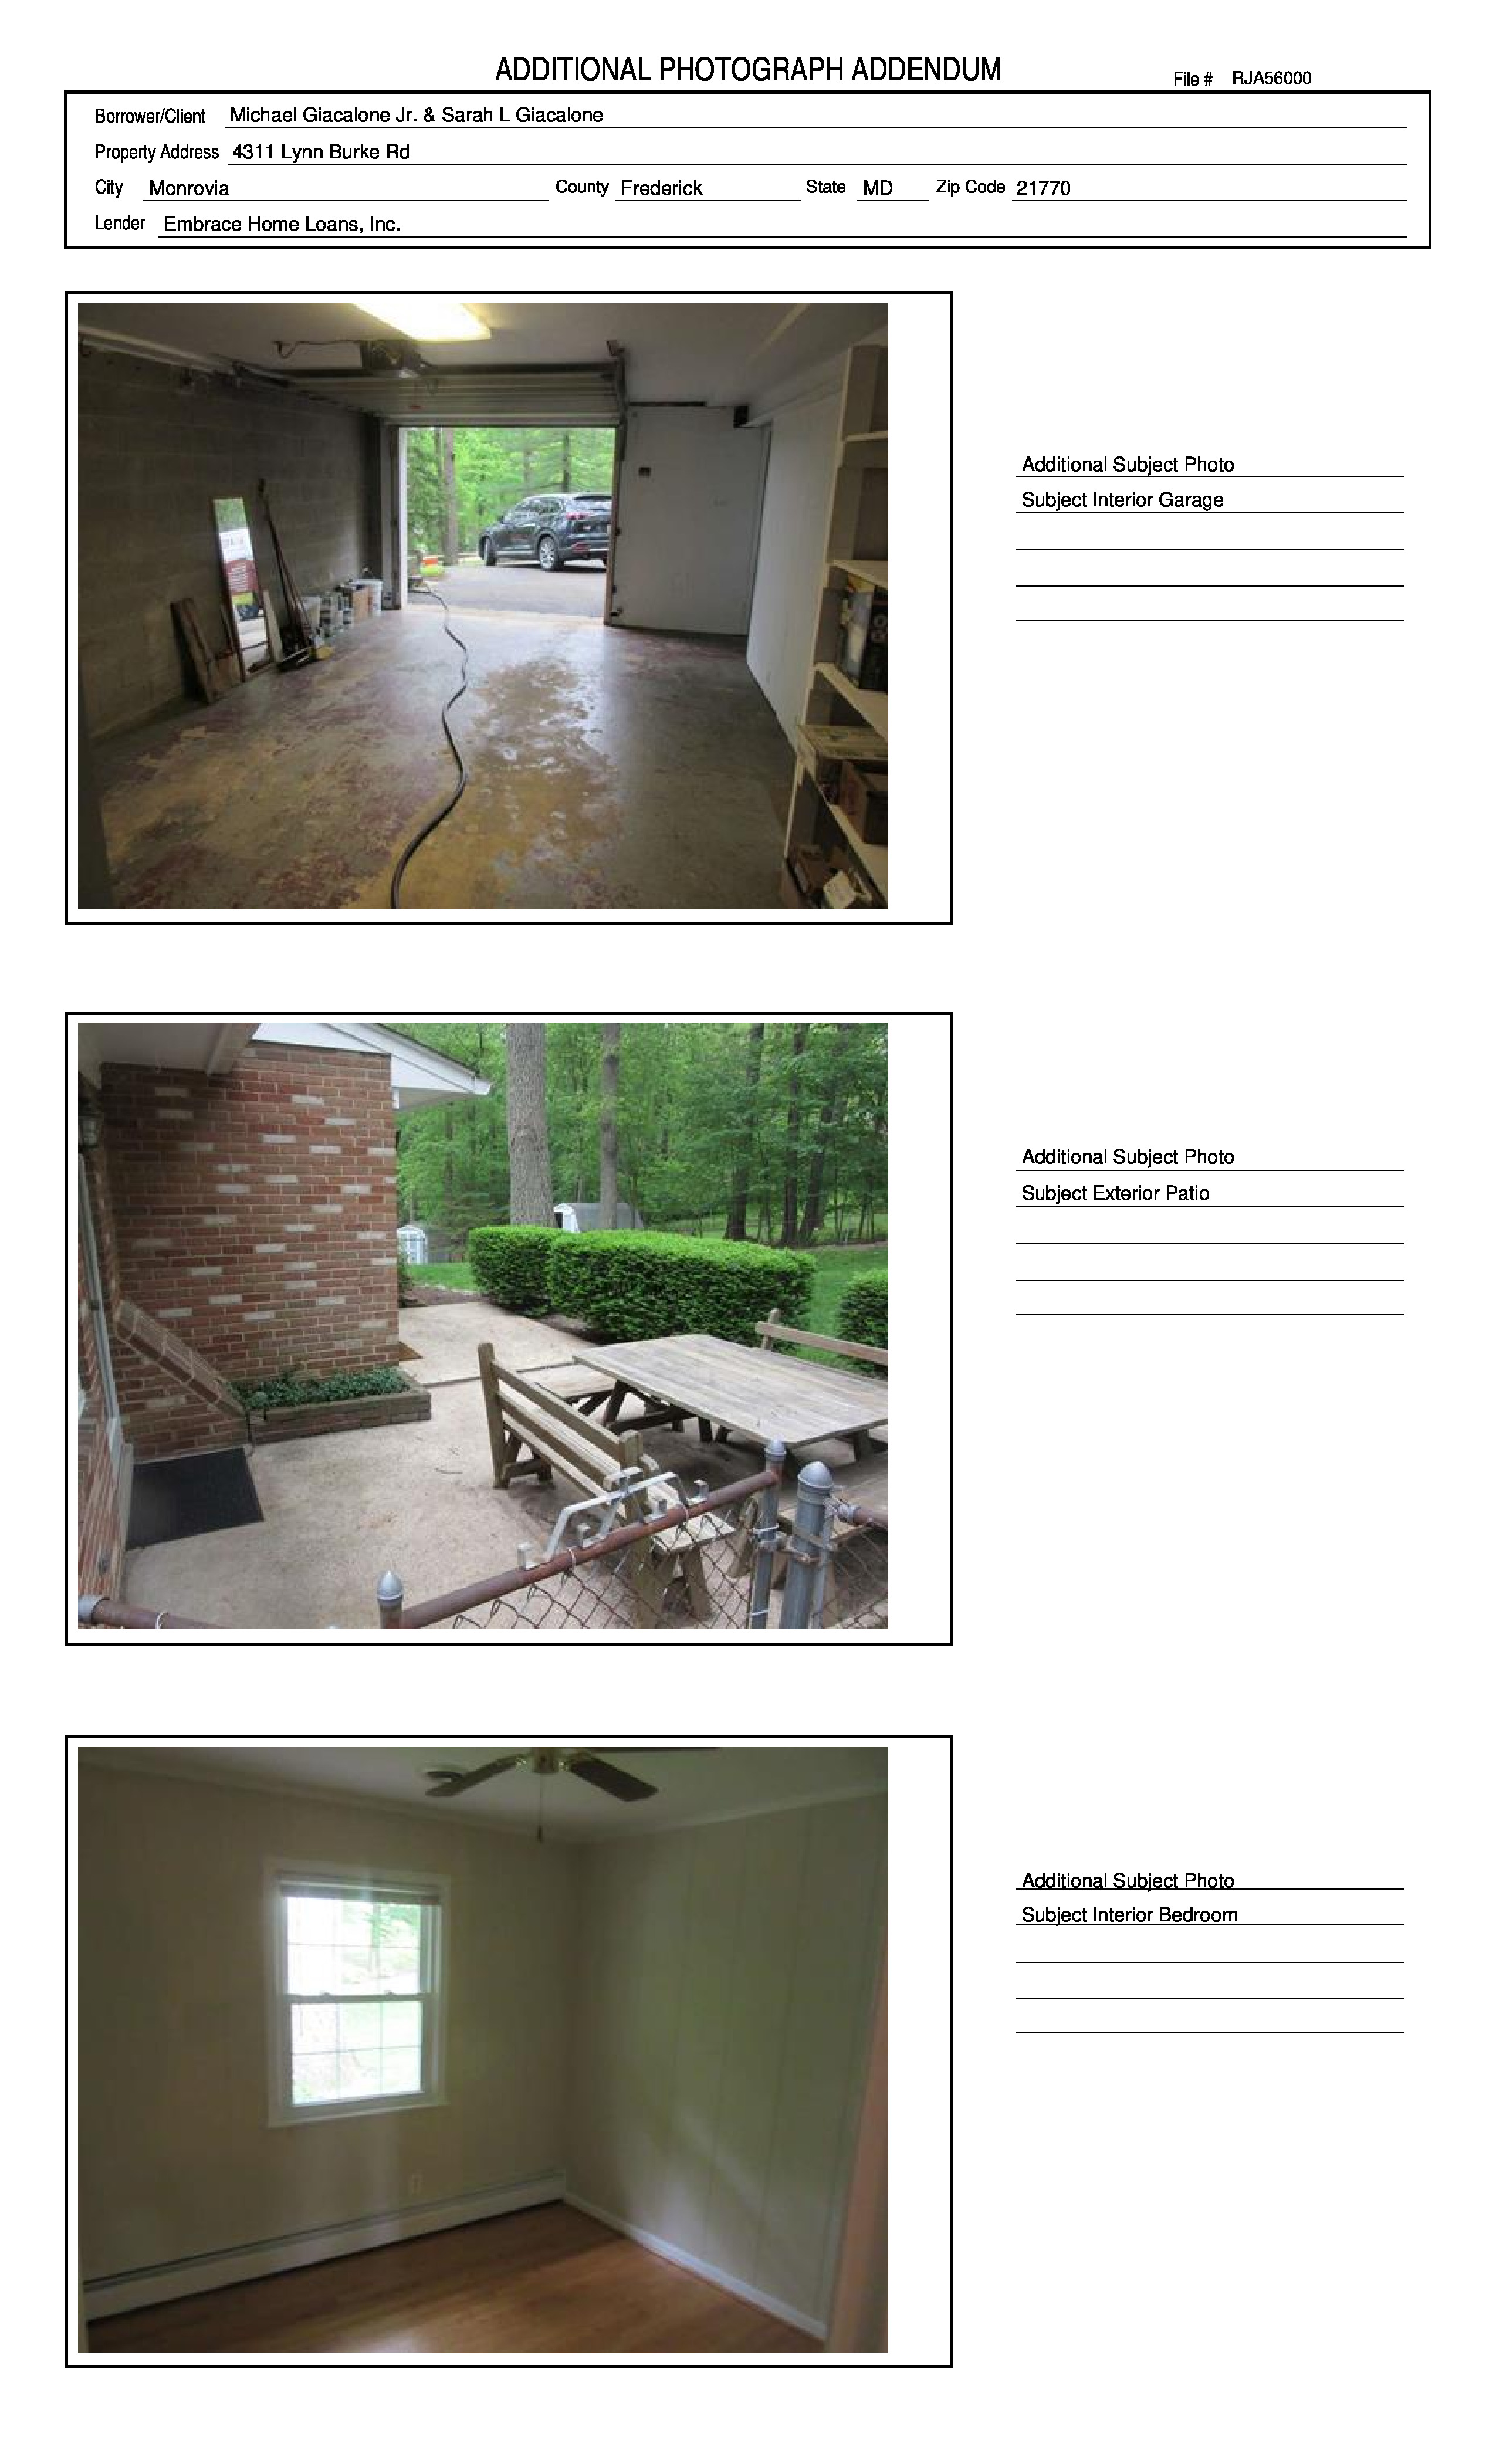 ADDITIONAL PHOTOGRAPH ADDENDUM
File # RJA56000
Borrower/Client Michael Giacalone Jr. & Sarah L Giacalone
Property Address 4311 Lynn Burke Rd
City Monrovia County Frederick State MD Zip Code 21770
Lender Embrace Home Loans, Inc.
Additional Subject Photo
Subject Interior Garage
Additional Subject Photo
Subject Exterior Patio
Additional Subject Photo
Subject Interior Bedroom